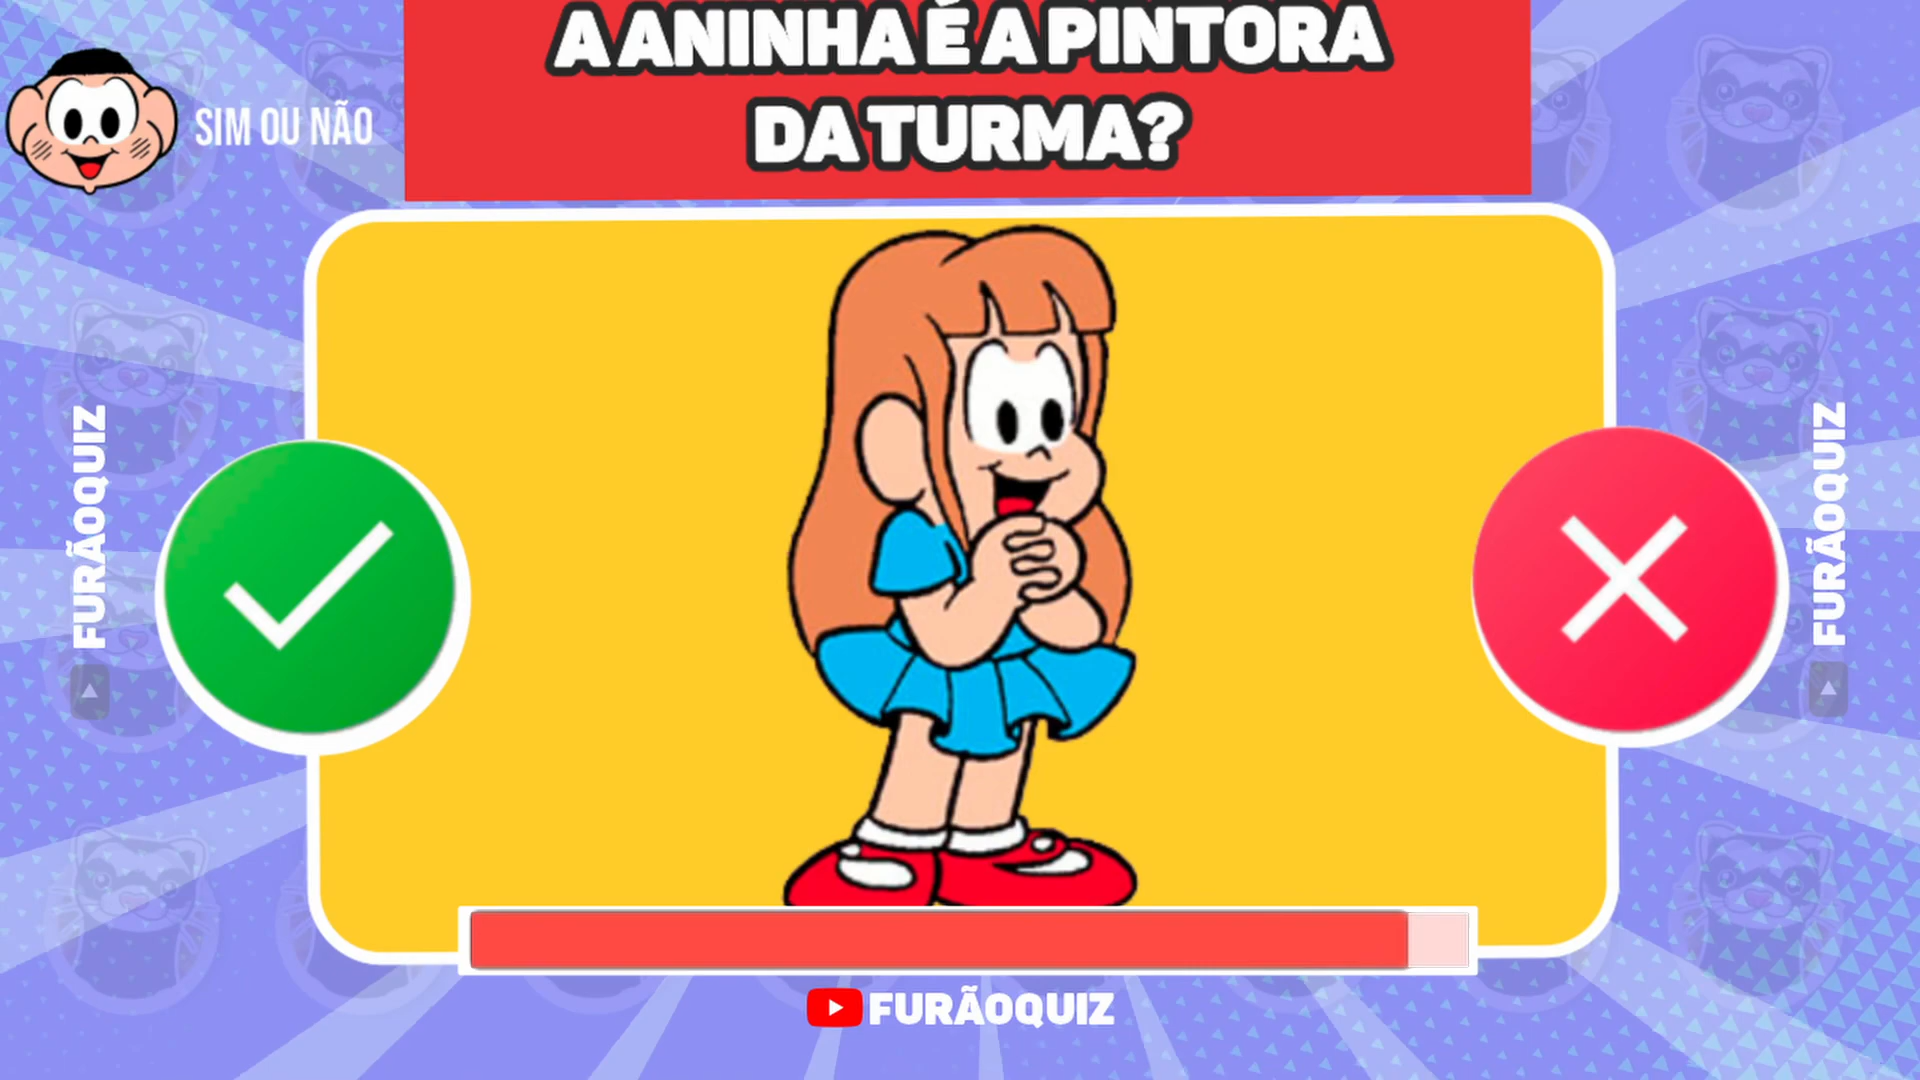 A ANINHA É A PINTORA
DA TURMA?
SIM OU NÃO
FURÃOQUIZ
FURÃOQUIZ
FURÃOQUIZ